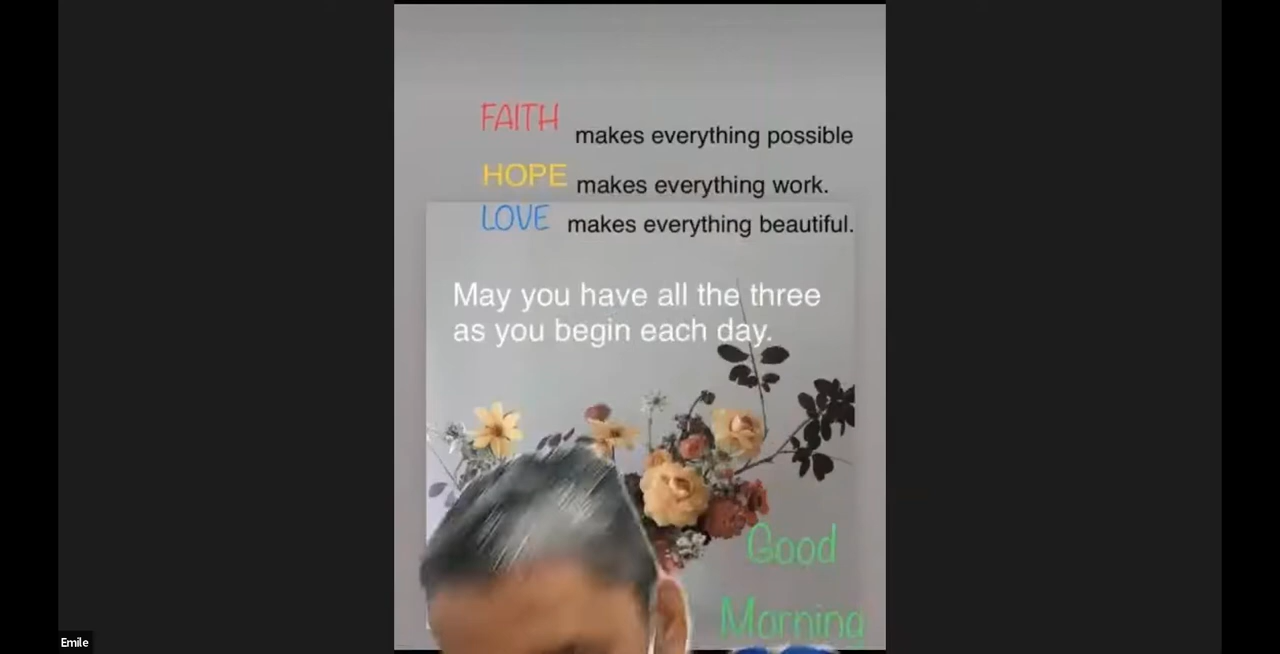 FAITH makes everything possible
HOPE makes everything work.
LOVE makes everything beautiful.
May you have all the three
as you begin each day.
Good
Morning
Emile